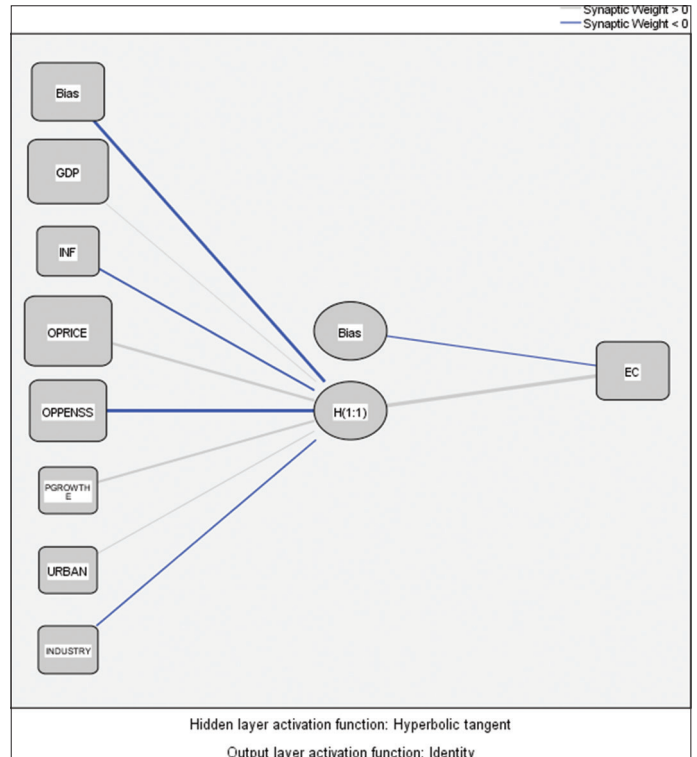 Synaptic Weight > 0
Synaptic Weight < 0
Bias
GDP
INF
OPRICE
OPPENSS
PGROWTH
E
URBAN
INDUSTRY
Bias
H(1:1)
EC
Hidden layer activation function: Hyperbolic tangent
Output layer activation function: Identity